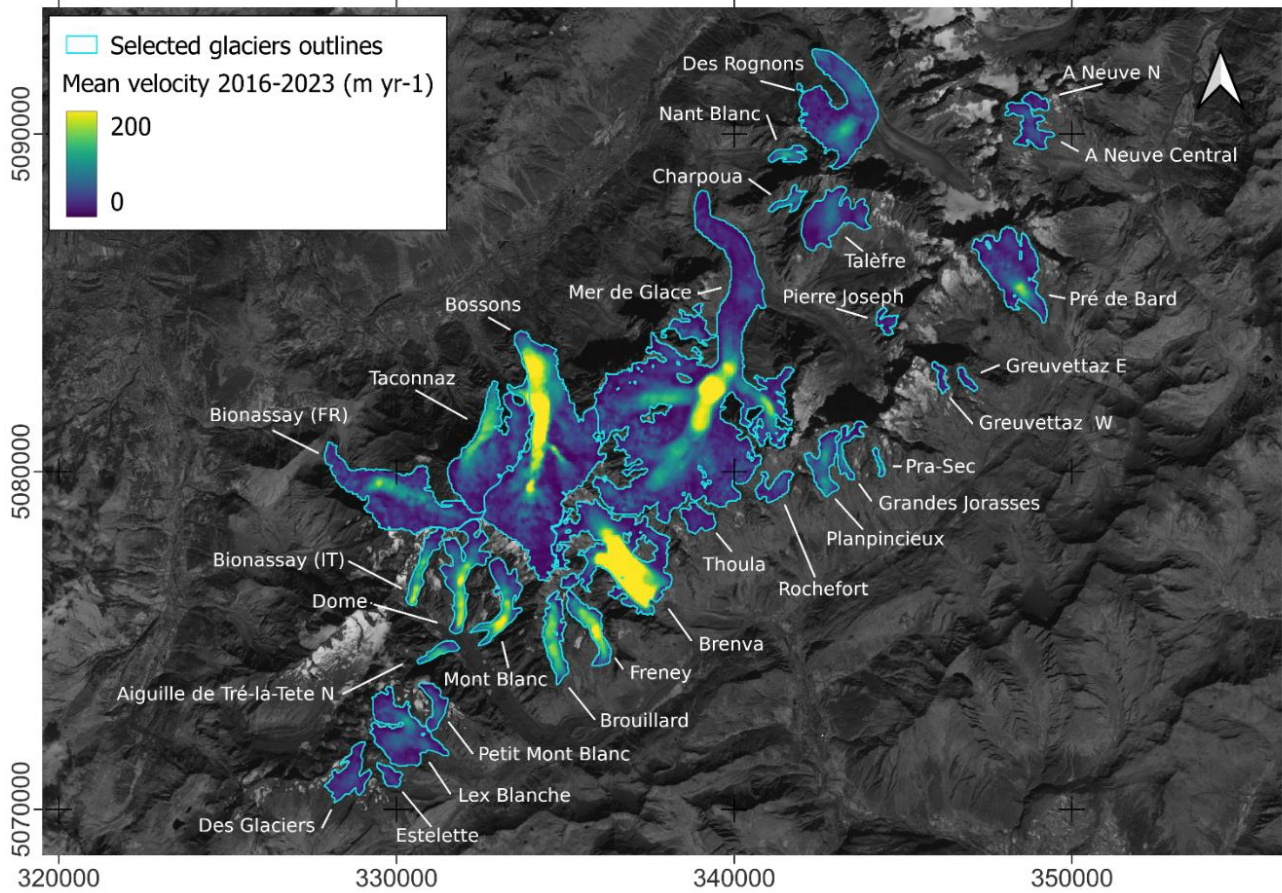 Selected glaciers outlines
Mean velocity 2016-2023 (m yr-1)
200
0
Des Rognons
A Neuve N
Nant Blanc
A Neuve Central
Charpoua
Talèfre
Mer de Glace
Pierre Joseph
Pré de Bard
Bossons
Greuvettaz E
Taconnaz
Greuvettaz W
Bionassay (FR)
Pra-Sec
Grandes Jorasses
Planpincieux
Thoula
Rochefort
Bionassay (IT)
Dome
Brenva
Freney
Mont Blanc
Aiguille de Tré-la-Tete N
Brouillard
Petit Mont Blanc
Lex Blanche
Des Glaciers
Estelette
5090000
5080000
5070000
320000
330000
340000
350000